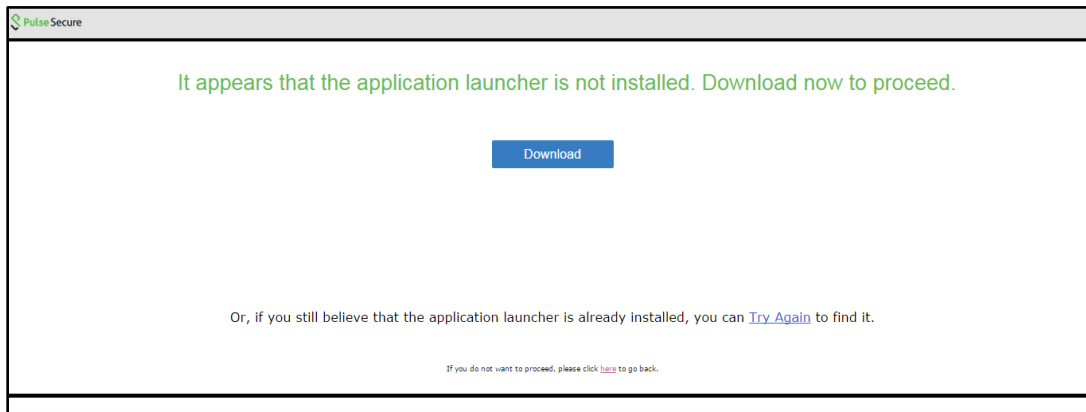 PulseSecure
It appears that the application launcher is not installed. Download now to proceed.
Download
Or, if you still believe that the application launcher is already installed, you can Try Again to find it.
If you do not want to proceed, please click here to go back.